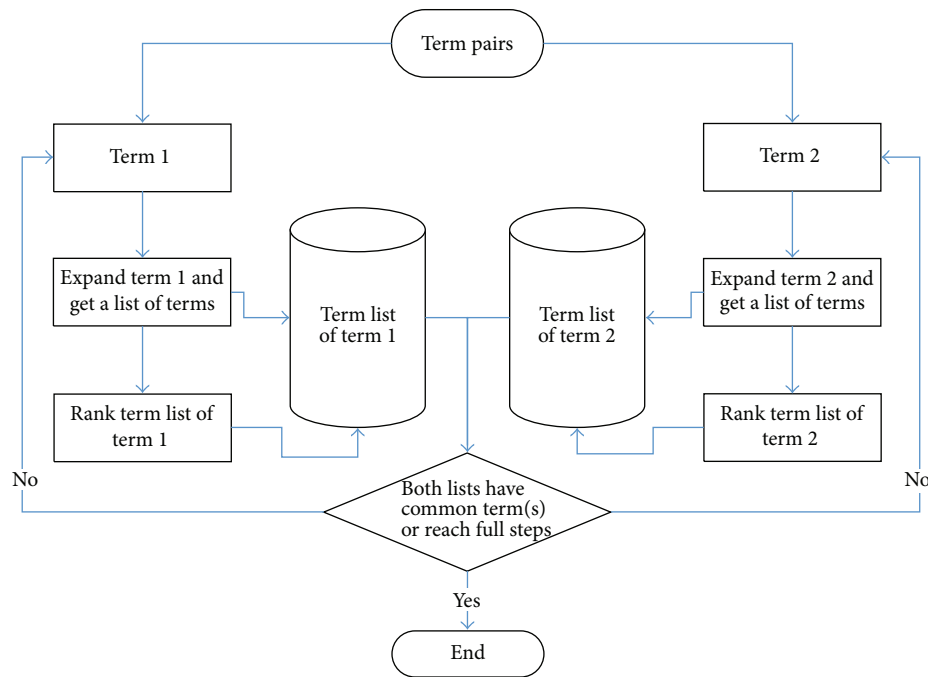 Term pairs
Term 1
Term 2
Expand term 1 and
get a list of terms
Term list
of term 1
Term list
of term 2
Expand term 2 and
get a list of terms
Rank term list of
term 1
Rank term list of
term 2
No
Both lists have
common term(s)
or reach full steps
No
Yes
End